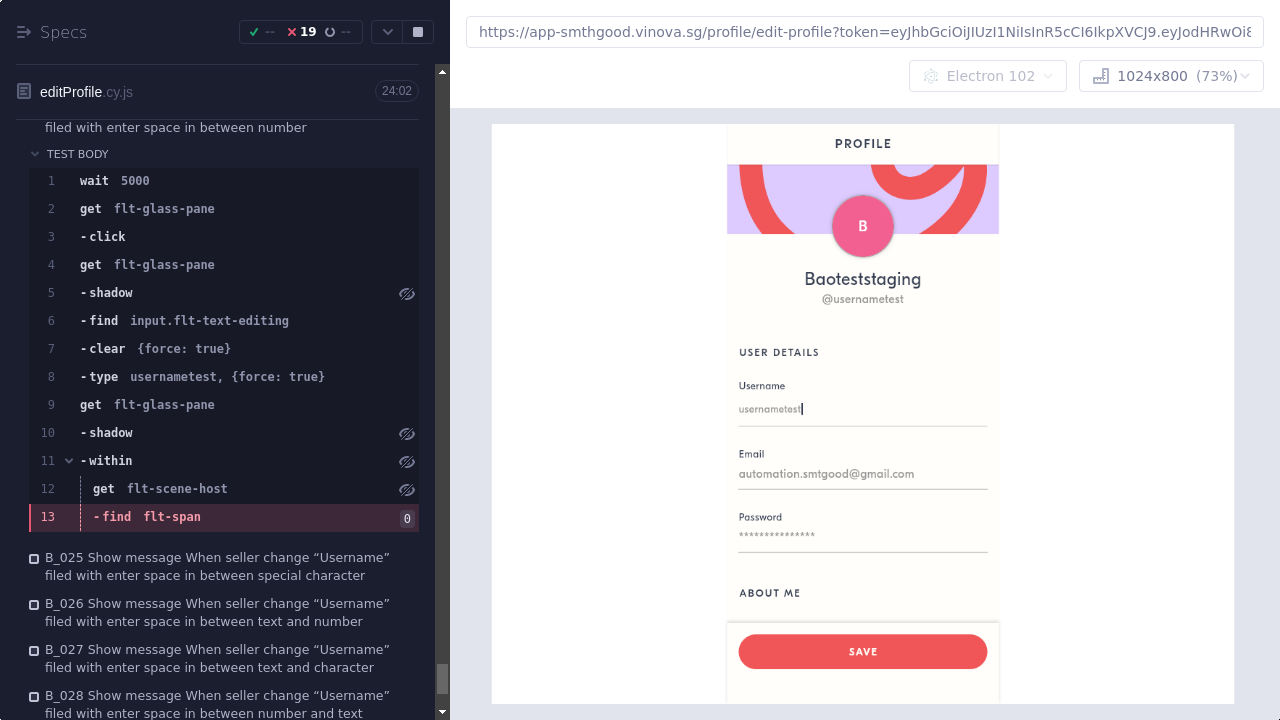 Specs
--
19
--
editProfile.cy.js
24:02
filed with enter space in between number
TEST BODY
1 wait 5000
2 get flt-glass-pane
3 -click
4 get flt-glass-pane
5 -shadow
6 -find input.flt-text-editing
7 -clear {force: true}
8 -type usernametest, {force: true}
9 get flt-glass-pane
10 -shadow
11 -within
12 get flt-scene-host
13 -find flt-span 0
B_025 Show message When seller change “Username”
filed with enter space in between special character
B_026 Show message When seller change “Username”
filed with enter space in between text and number
B_027 Show message When seller change “Username”
filed with enter space in between text and character
B_028 Show message When seller change “Username”
filed with enter space in between number and text
https://app-smthgood.vinova.sg/profile/edit-profile?token=eyJhbGciOiJIUzI1NiIsInR5cCI6IkpXVCJ9.eyJodHRwOi8
Electron 102
1024x800 (73%)
PROFILE
B
Baoteststaging
@usernametest
USER DETAILS
Username
usernametest
Email
automation.smtgood@gmail.com
Password
***************
ABOUT ME
SAVE